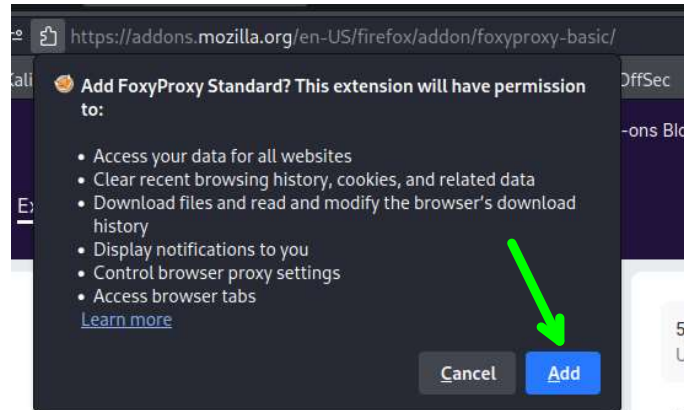 https://addons.mozilla.org/en-US/firefox/addon/foxyproxy-basic/
OffSec
Add FoxyProxy Standard? This extension will have permission
to:
-ons Blo
• Access your data for all websites
• Clear recent browsing history, cookies, and related data
• Download files and read and modify the browser's download
history
• Display notifications to you
• Control browser proxy settings
• Access browser tabs
Learn more
5
Cancel Add